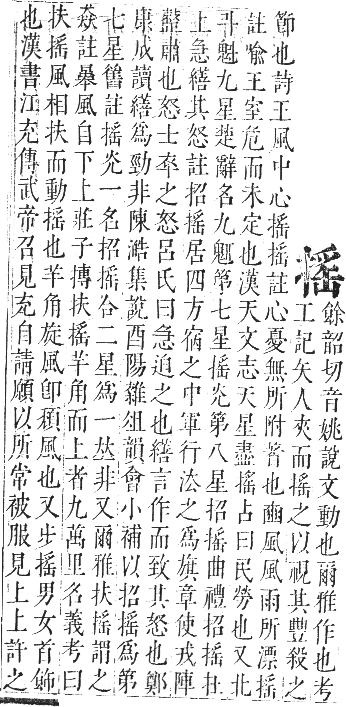 搖
餘韶切音姚說文動也爾雅作也考
工記矢人夾而搖之以視其豐殺之
節也詩王風中心搖搖註心憂無所附皆也豳風風雨所漂搖
註喻王室危而未定也漢天文志天星盡搖占曰民勞也又北
斗魁九星楚辭名九魁第七星搖光第八星招搖曲禮招搖在
上急繕其怒註招搖居四方宿之中軍行法之為旗章使戎陣
整肅也怒士卒之怒呂氏曰急迫之也繕言作而致其怒也鄭
康成讀繕為勁非陳澔集說酉陽雜俎韻會小補以招搖為第
七星舊註搖光一名招搖合二星為一𠀤非又爾雅扶搖謂之
猋註暴風自下上莊子摶扶搖羊角而上者九萬里名義考曰
扶搖風相扶而動搖也羊角旋風卽穨風也又步搖男女首飾
也漢書江充傳武帝召見充自請願以所常被服見上上許之